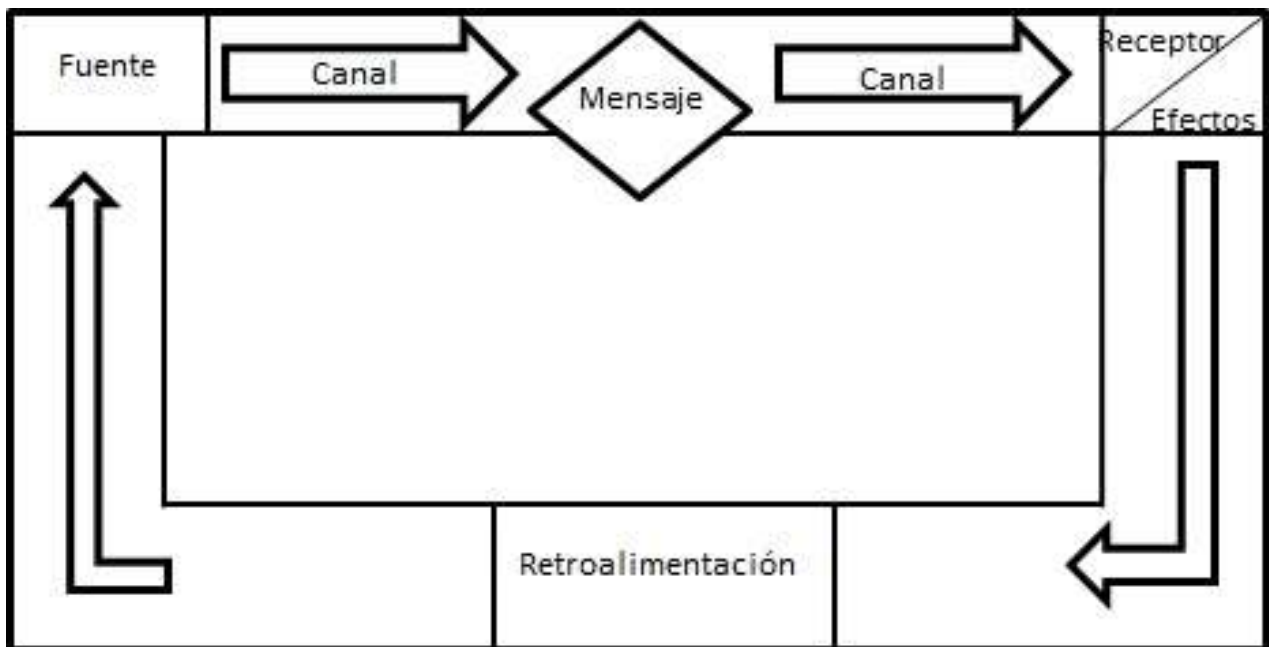 Fuente
Canal
Mensaje
Canal
Receptor
Efectos
Retroalimentación